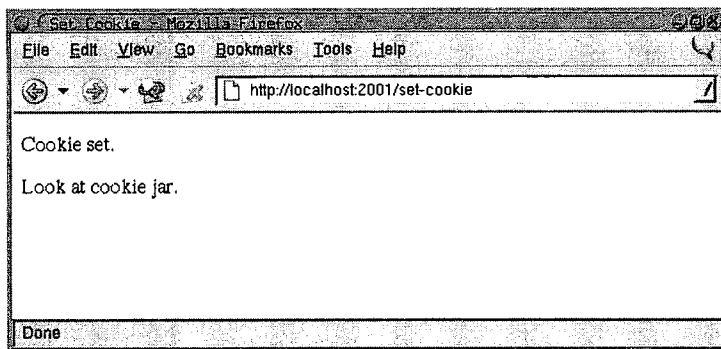 Set Cookie - Mozilla Firefox
File Edit View Go Bookmarks Tools Help
http://localhost:2001/set-cookie
Cookie set.
Look at cookie jar.
Done